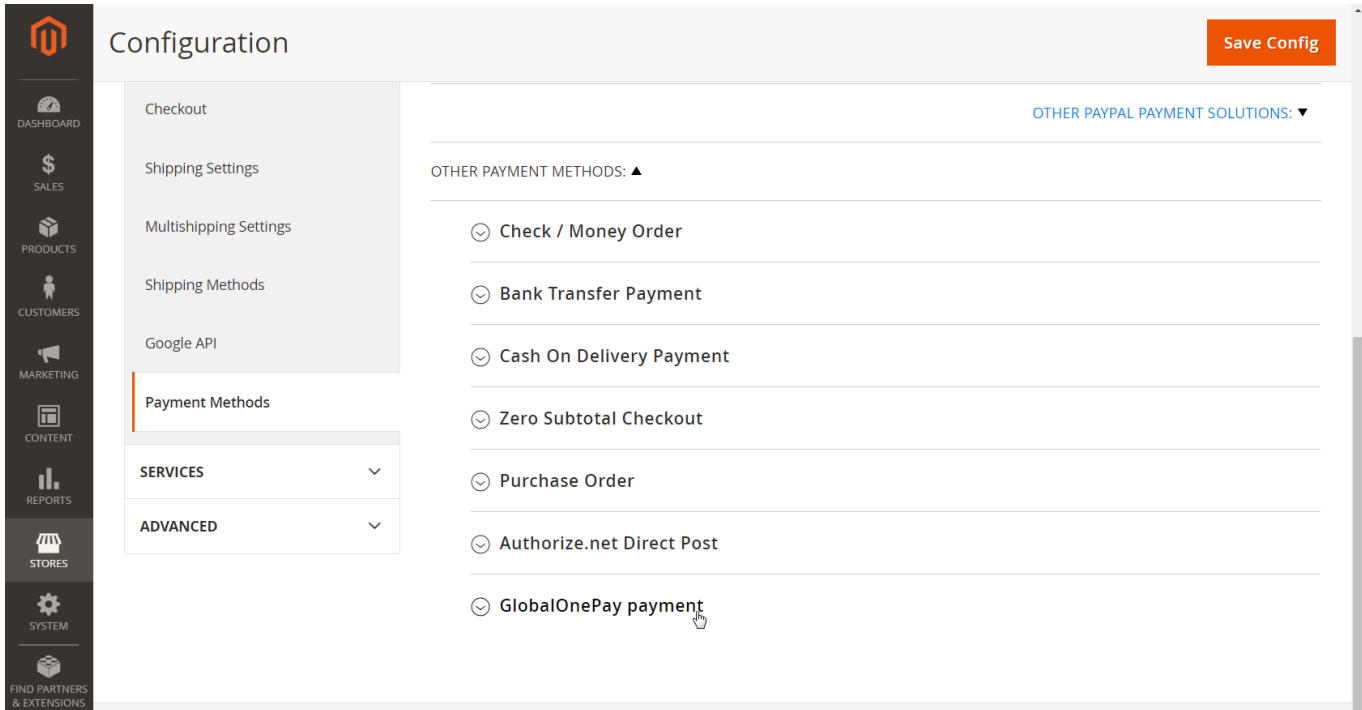 Configuration
Save Config
DASHBOARD
SALES
PRODUCTS
CUSTOMERS
MARKETING
CONTENT
REPORTS
STORES
SYSTEM
FIND PARTNERS
& EXTENSIONS
Checkout
Shipping Settings
Multishipping Settings
Shipping Methods
Google API
Payment Methods
SERVICES
ADVANCED
OTHER PAYPAL PAYMENT SOLUTIONS:
OTHER PAYMENT METHODS:
Check / Money Order
Bank Transfer Payment
Cash On Delivery Payment
Zero Subtotal Checkout
Purchase Order
Authorize.net Direct Post
GlobalOnePay payment